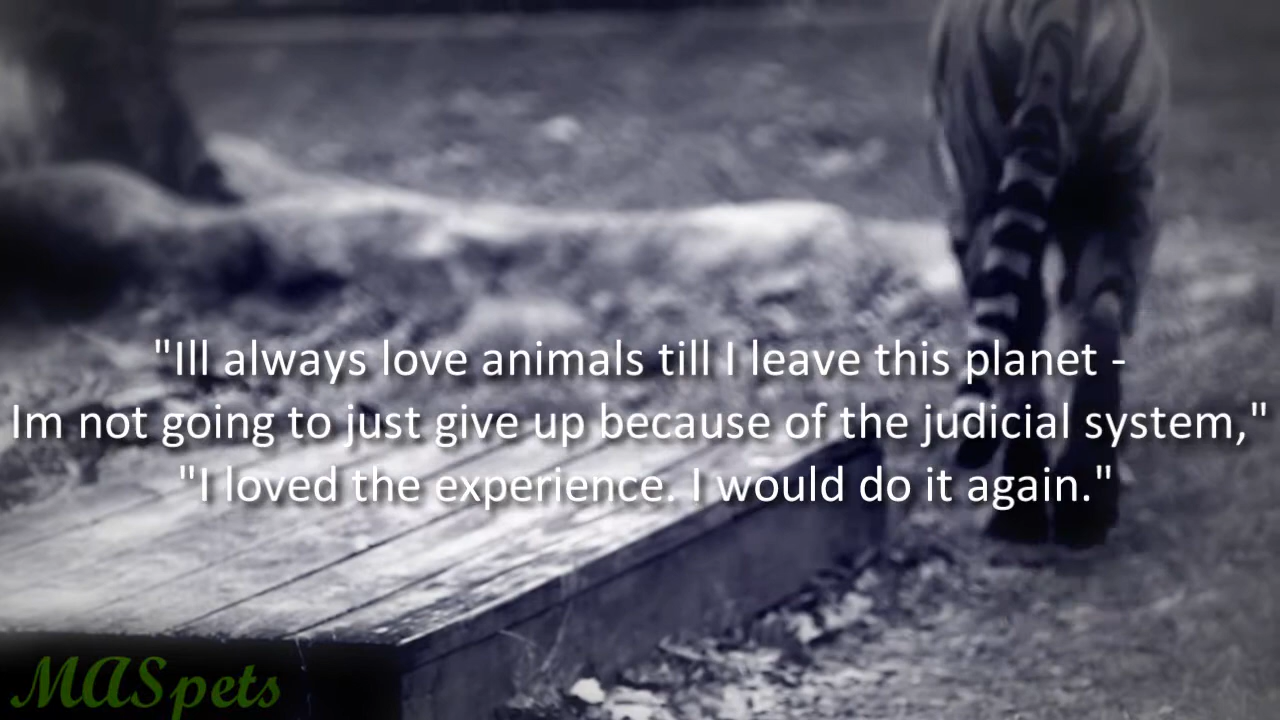 "Ill always love animals till I leave this planet -
Im not going to just give up because of the judicial system,"
"I loved the experience. I would do it again."
MASpets